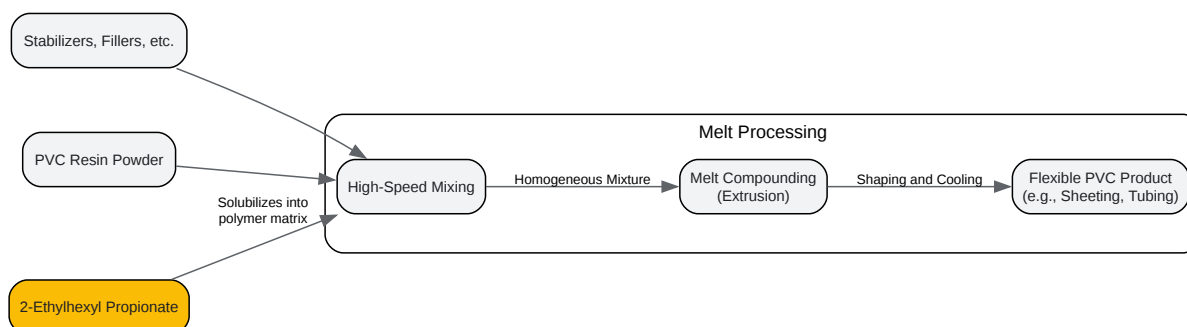 Stabilizers, Fillers, etc.
Melt Processing
PVC Resin Powder
High-Speed Mixing
Homogeneous Mixture
Melt Compounding
(Extrusion)
Shaping and Cooling
Flexible PVC Product
(e.g., Sheeting, Tubing)
Solubilizes into
polymer matrix
2-Ethylhexyl Propionate